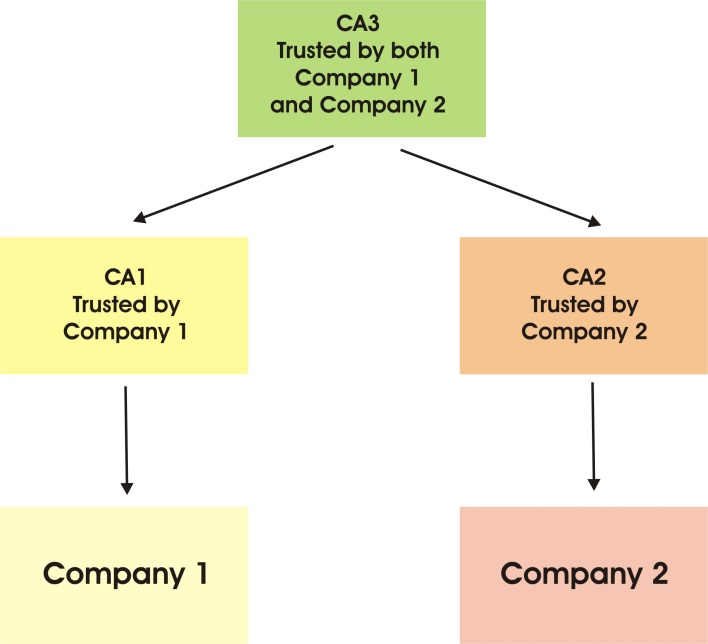 CA3
Trusted by both
Company 1
and Company 2
CA1
Trusted by
Company 1
CA2
Trusted by
Company 2
Company 1
Company 2